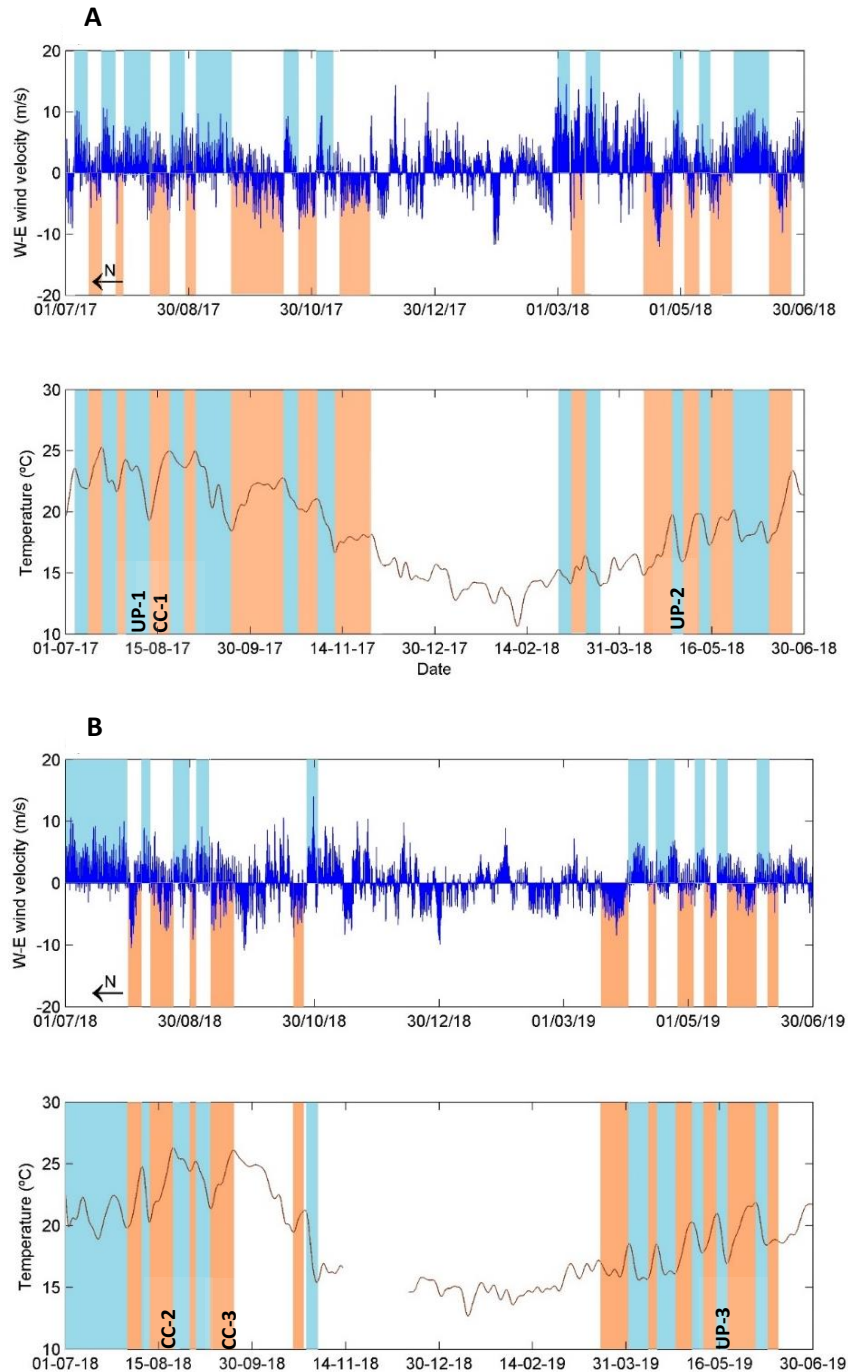 A
20
10
0
-10
-20
W-E wind velocity (m/s)
N
01/07/17 30/08/17 30/10/17 30/12/17 01/03/18 01/05/18 30/06/18
30
25
20
15
10
Temperature (ºC)
UP-1
CC-1
UP-2
01-07-17 15-08-17 30-09-17 14-11-17 30-12-17 14-02-18 31-03-18 16-05-18 30-06-18
Date
B
20
10
0
-10
-20
W-E wind velocity (m/s)
N
01/07/18 30/08/18 30/10/18 30/12/18 01/03/19 01/05/19 30/06/19
30
25
20
15
10
Temperature (ºC)
CC-2
CC-3
UP-3
01-07-18 15-08-18 30-09-18 14-11-18 30-12-18 14-02-19 31-03-19 16-05-19 30-06-19